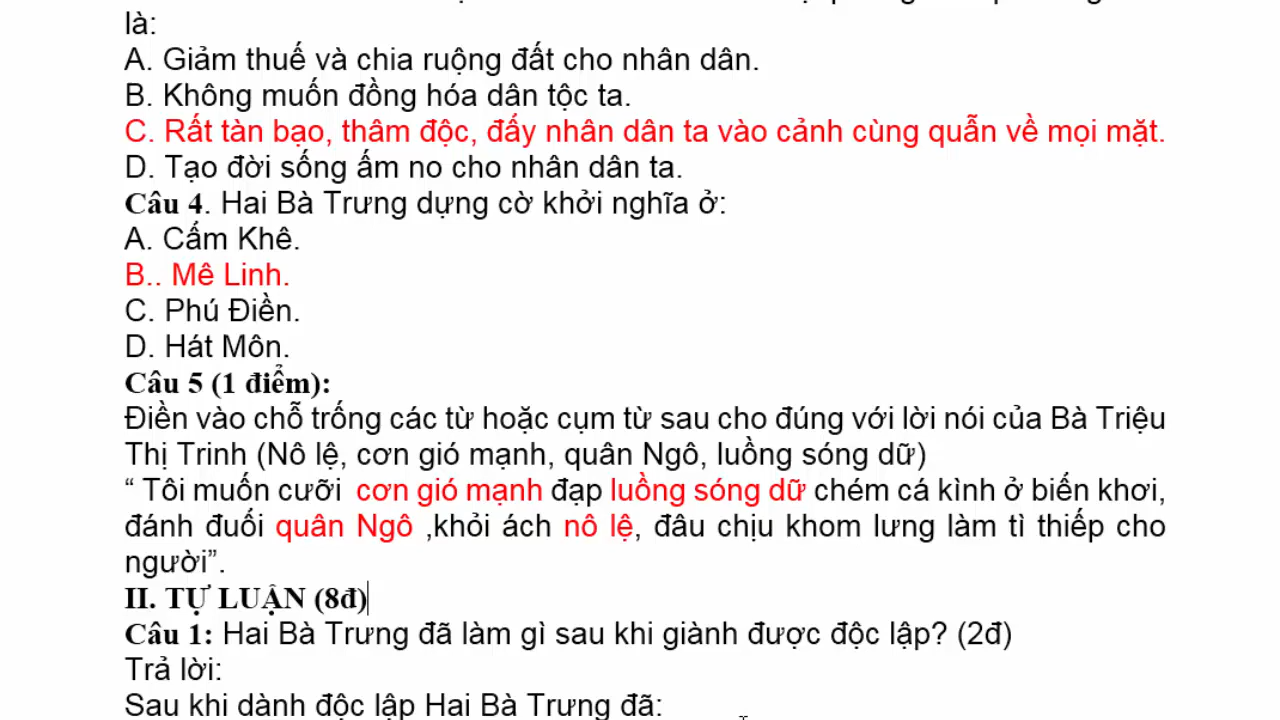 là:
A. Giảm thuế và chia ruộng đất cho nhân dân.
B. Không muốn đồng hóa dân tộc ta.
C. Rất tàn bạo, thâm độc, đẩy nhân dân ta vào cảnh cùng quẫn về mọi mặt.
D. Tạo đời sống ấm no cho nhân dân ta.
Câu 4. Hai Bà Trưng dựng cờ khởi nghĩa ở:
A. Cấm Khê.
B.. Mê Linh.
C. Phú Điền.
D. Hát Môn.
Câu 5 (1 điểm):
Điền vào chỗ trống các từ hoặc cụm từ sau cho đúng với lời nói của Bà Triệu
Thị Trinh (Nô lệ, cơn gió mạnh, quân Ngô, luồng sóng dữ)
“ Tôi muốn cưỡi cơn gió mạnh đạp luồng sóng dữ chém cá kình ở biển khơi,
đánh đuổi quân Ngô ,khỏi ách nô lệ, đâu chịu khom lưng làm tì thiếp cho
người”.
II. TỰ LUẬN (8đ)
Câu 1: Hai Bà Trưng đã làm gì sau khi giành được độc lập? (2đ)
Trả lời:
Sau khi dành độc lập Hai Bà Trưng đã: